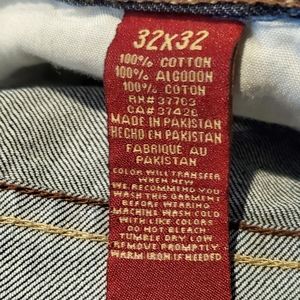 32X32
100% COTTON
100% ALGODON
100% COTON
RN# 37763
CA# 37426
MADE IN PAKISTAN
HECHO EN PAKISTAN
FABRIQUE AU
PAKISTAN
COLOR WILL TRANSFER
WHEN NEW
WE RECOMMEND YOU
WASH THIS GARMENT
BEFORE WEARING
MACHINE WASH COLD
WITH LIKE COLORS
DO NOT BLEACH
TUMBLE DRY LOW
REMOVE PROMPTLY
WARM IRON IF NEEDED